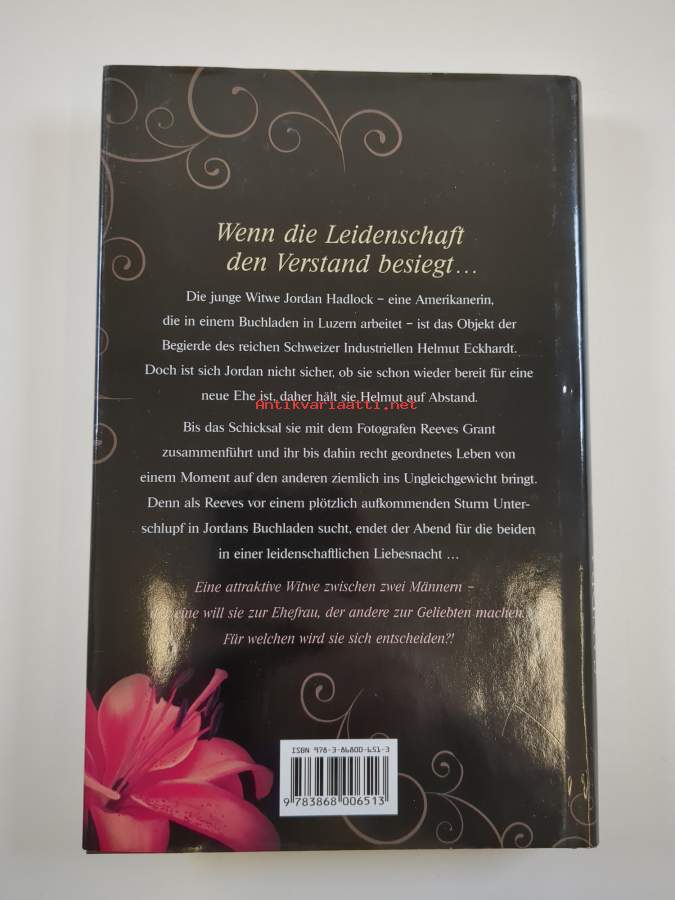 Wenn die Leidenschaft
den Verstand besiegt…
Die junge Witwe Jordan Hadlock – eine Amerikanerin,
die in einem Buchladen in Luzern arbeitet – ist das Objekt der
Begierde des reichen Schweizer Industriellen Helmut Eckhardt.
Doch ist sich Jordan nicht sicher, ob sie schon wieder bereit für eine
neue Ehe ist, daher hält sie Helmut auf Abstand.
Antikvariaatti.net
Bis das Schicksal sie mit dem Fotografen Reeves Grant
zusammenführt und ihr bis dahin recht geordnetes Leben von
einem Moment auf den anderen ziemlich ins Ungleichgewicht bringt.
Denn als Reeves vor einem plötzlich aufkommenden Sturm Unter-
schlupf in Jordans Buchladen sucht, endet der Abend für die beiden
in einer leidenschaftlichen Liebesnacht …
Eine attraktive Witwe zwischen zwei Männern –
eine will sie zur Ehefrau, der andere zur Geliebten machen.
Für welchen wird sie sich entscheiden?!
ISBN 978-3-86800-651-3
9 783868 006513